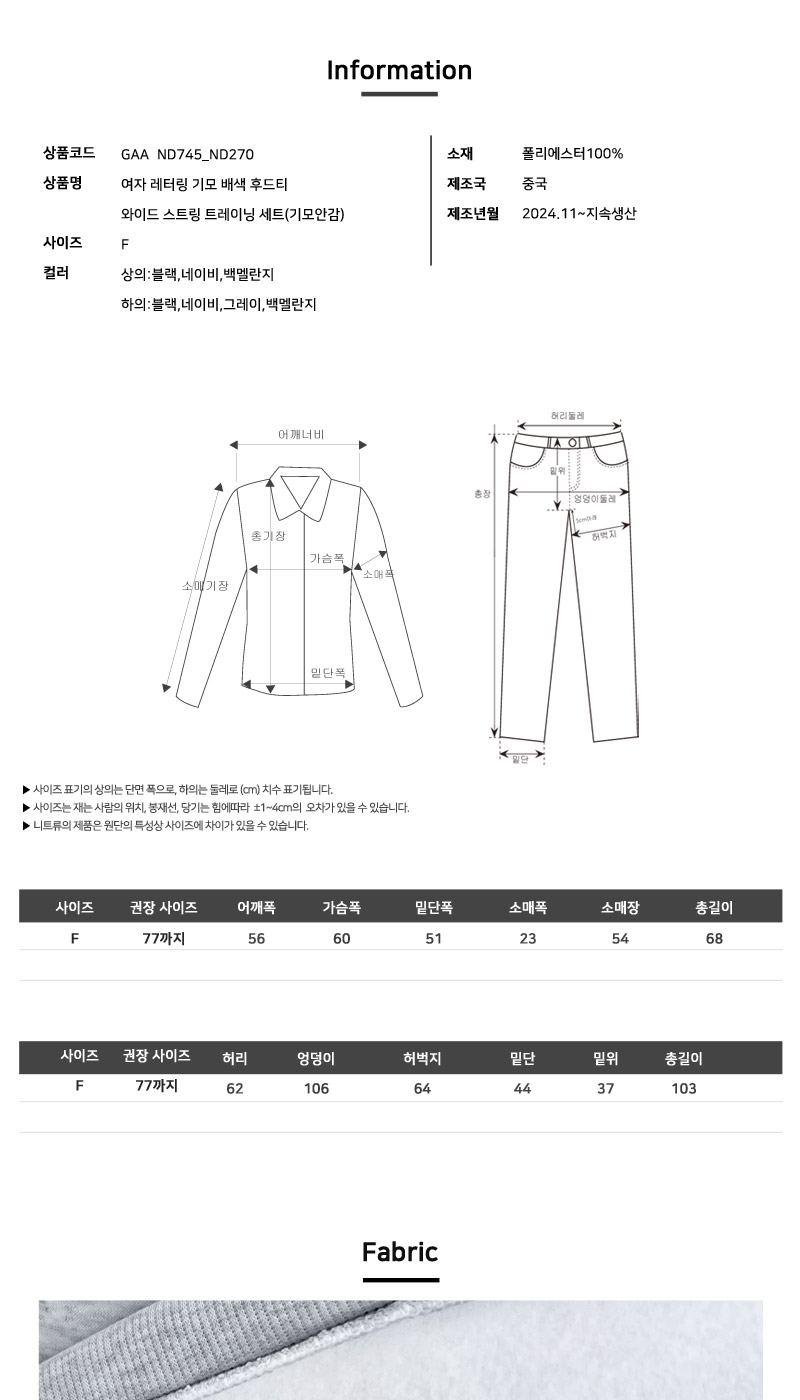 Information
상품코드 GAA ND745_ND270
상품명 여자 레터링 기모 배색 후드티
와이드 스트링 트레이닝 세트(기모안감)
사이즈 F
컬러 상의:블랙,네이비,백멜란지
하의:블랙,네이비,그레이,백멜란지
소재 폴리에스터100%
제조국 중국
제조년월 2024.11~지속생산
어깨너비
총기장
가슴폭
소매폭
소매기장
밑단폭
허리둘레
밑위
총장
엉덩이둘레
허벅지
밑단
▶ 사이즈 표기의 상의는 단면 폭으로, 하의는 둘레로 (cm) 치수 표기됩니다.
▶ 사이즈는 재는 사람의 위치, 봉재선, 당기는 힘에따라 ±1~4cm의 오차가 있을 수 있습니다.
▶ 니트류의 제품은 원단의 특성상 사이즈에 차이가 있을 수 있습니다.
사이즈 권장 사이즈 어깨폭 가슴폭 밑단폭 소매폭 소매장 총길이
F 77까지 56 60 51 23 54 68
사이즈 권장 사이즈 허리 엉덩이 허벅지 밑단 밑위 총길이
F 77까지 62 106 64 44 37 103
Fabric